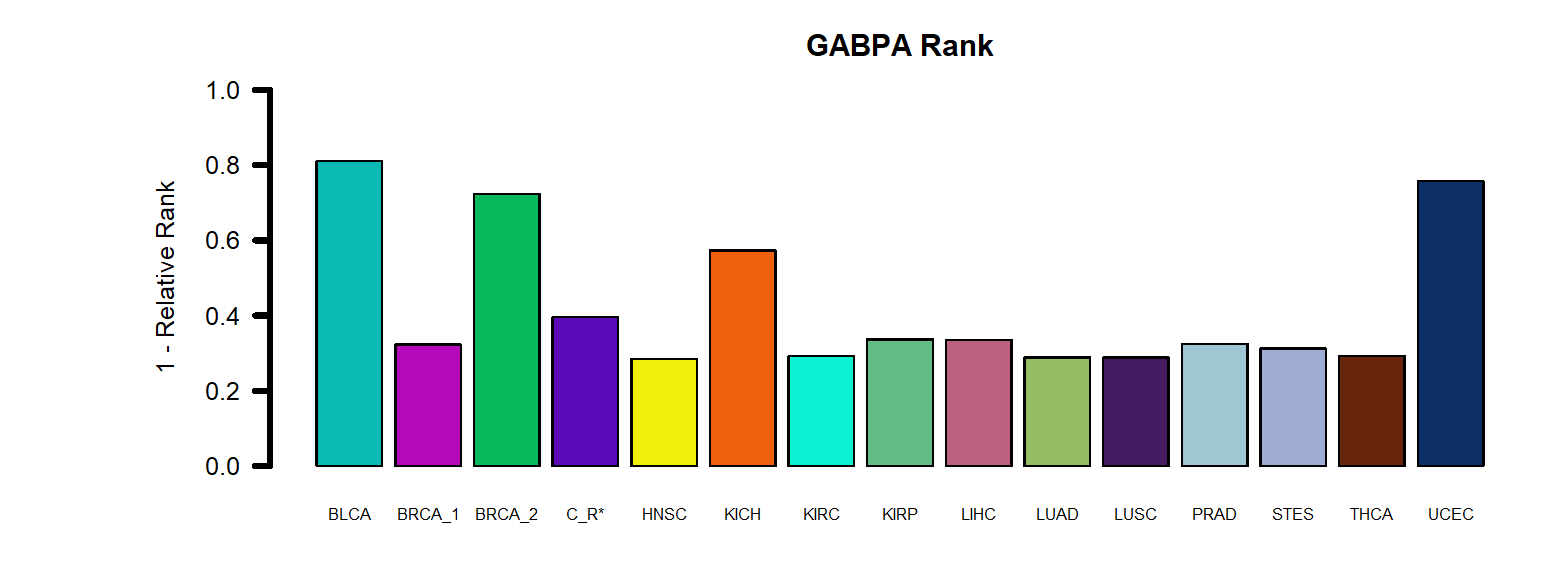 GABPA Rank
1 - Relative Rank
1.0
0.8
0.6
0.4
0.2
0.0
BLCA BRCA_1 BRCA_2 C_R* HNSC KICH KIRC KIRP LIHC LUAD LUSC PRAD STES THCA UCEC